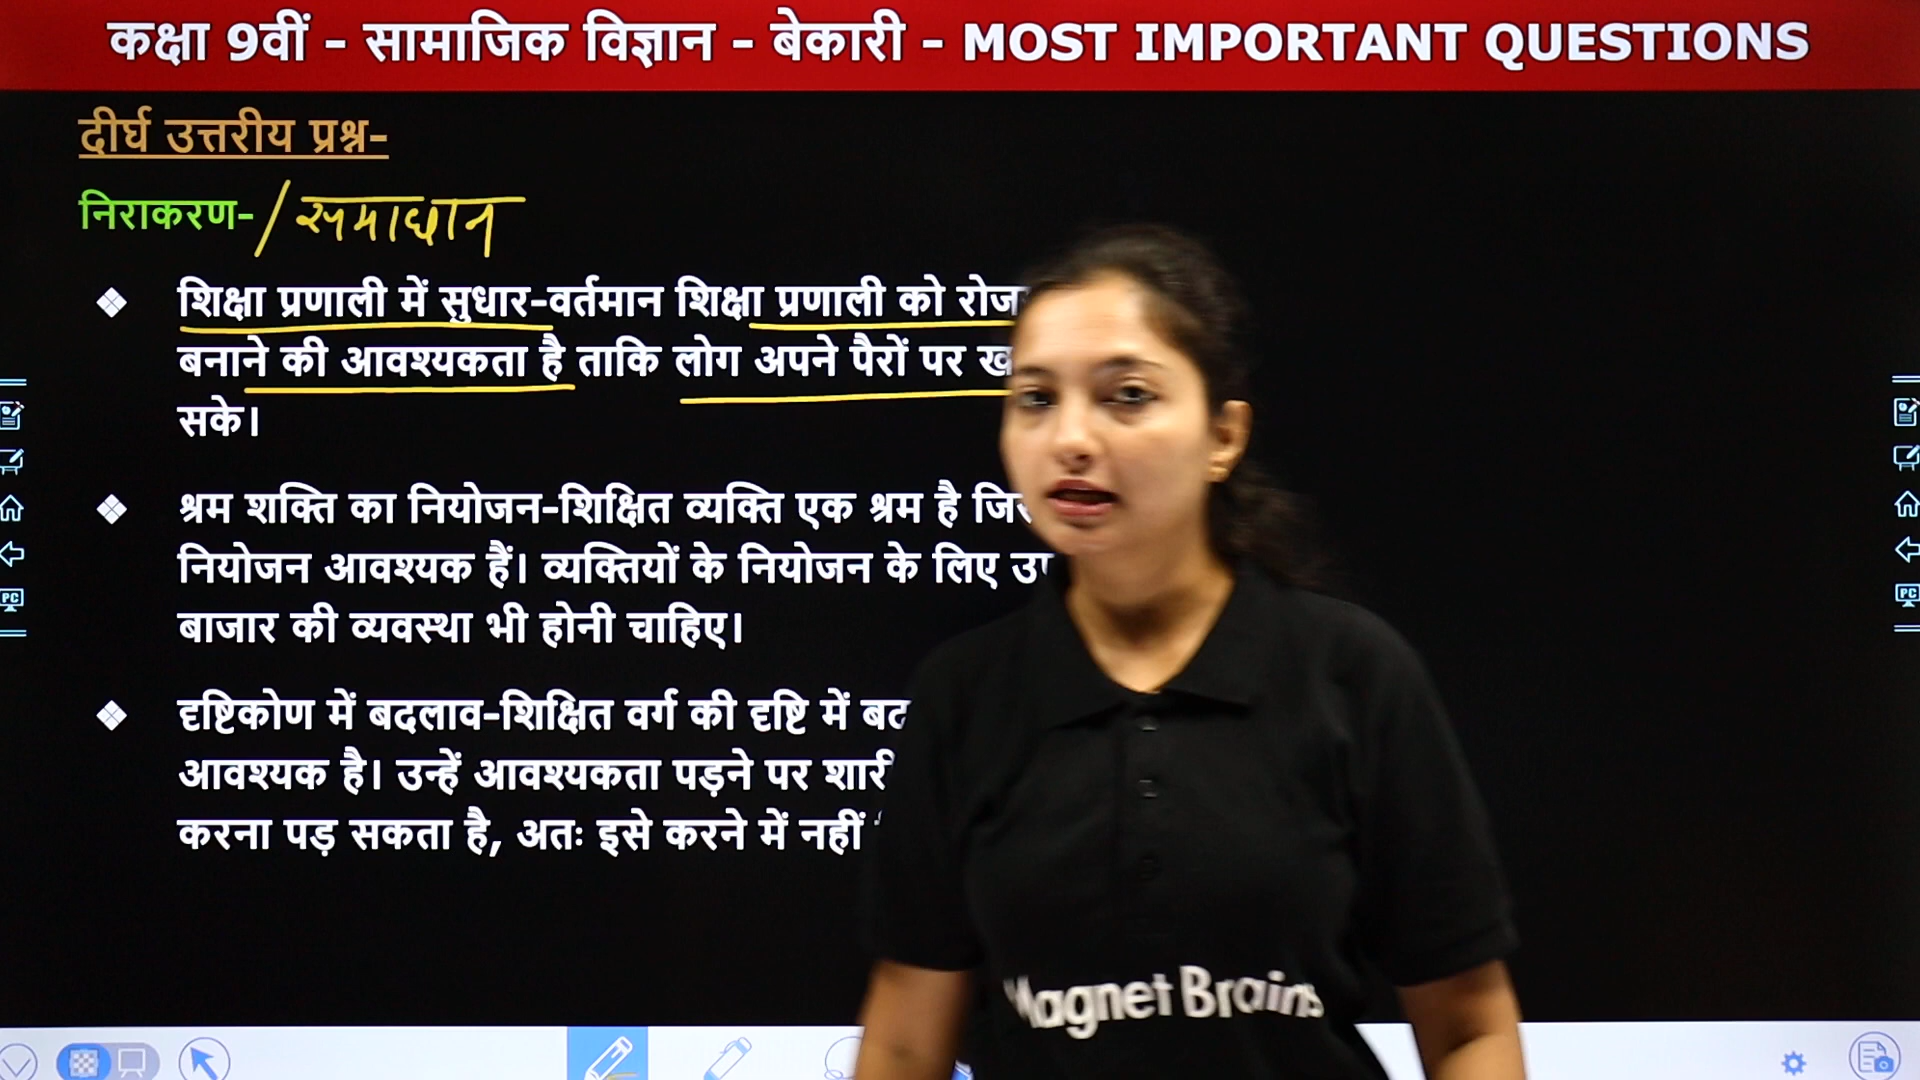 कक्षा 9वीं - सामाजिक विज्ञान - बेकारी - MOST IMPORTANT QUESTIONS
दीर्घ उत्तरीय प्रश्न-
निराकरण- / समाधान
❖ शिक्षा प्रणाली में सुधार-वर्तमान शिक्षा प्रणाली को
बनाने की आवश्यकता है ताकि लोग अपने पैरों पर
सके।
❖ श्रम शक्ति का नियोजन-शिक्षित व्यक्ति एक श्रम है
नियोजन आवश्यक हैं। व्यक्तियों के नियोजन के लिए
बाजार की व्यवस्था भी होनी चाहिए।
❖ दृष्टिकोण में बदलाव-शिक्षित वर्ग की दृष्टि में
आवश्यक है। उन्हें आवश्यकता पड़ने पर
करना पड़ सकता है, अतः इसे करने में नहीं
Magnet Brains
PC
PC